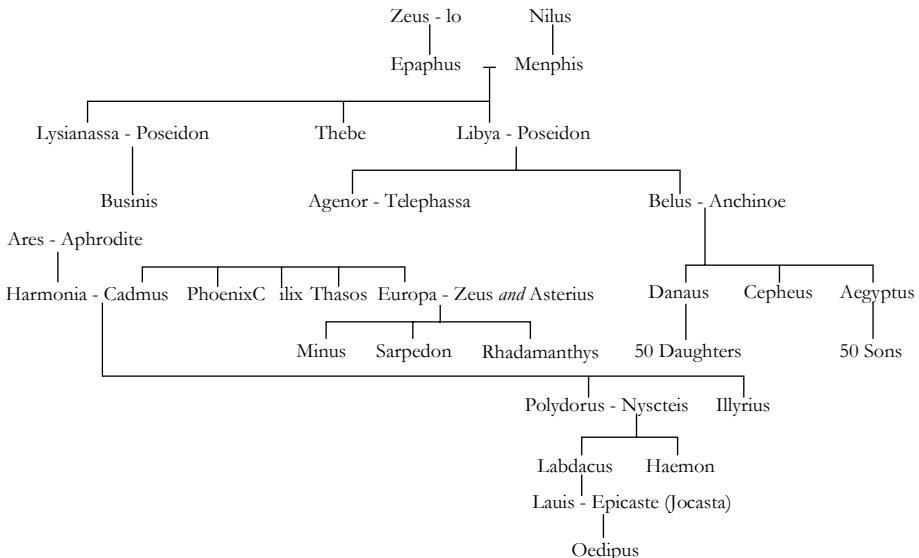 Zeus - lo Nilus
Epaphus Menphis
Lysianassa - Poseidon Thebe Libya - Poseidon
Businis Agenor - Telephassa Belus - Anchinoe
Ares - Aphrodite
Harmonia - Cadmus PhoenixC ilix Thasos Europa - Zeus and Asterius Danaus Cepheus Aegyptus
Minus Sarpedon Rhadamanthys 50 Daughters 50 Sons
Polydorus - Nyscteis Illyrius
Labdacus Haemon
Lauis - Epicaste (Jocasta)
Oedipus